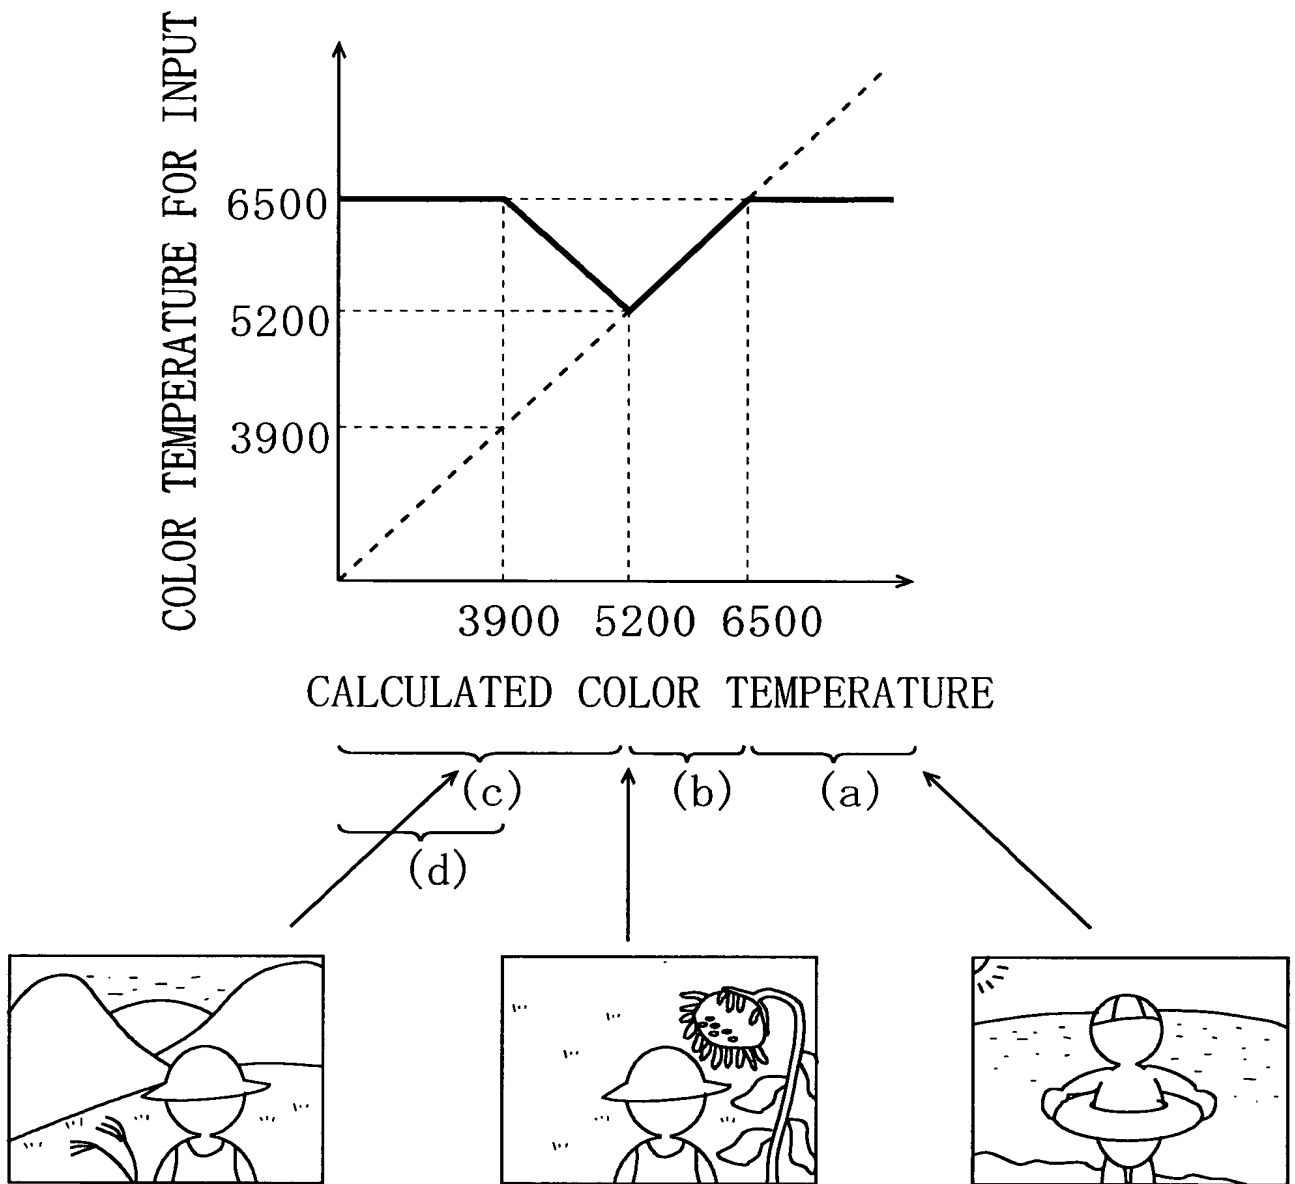 COLOR TEMPERATURE FOR INPUT
6500
5200
3900
3900 5200 6500
CALCULATED COLOR TEMPERATURE
(c) (b) (a)
(d)